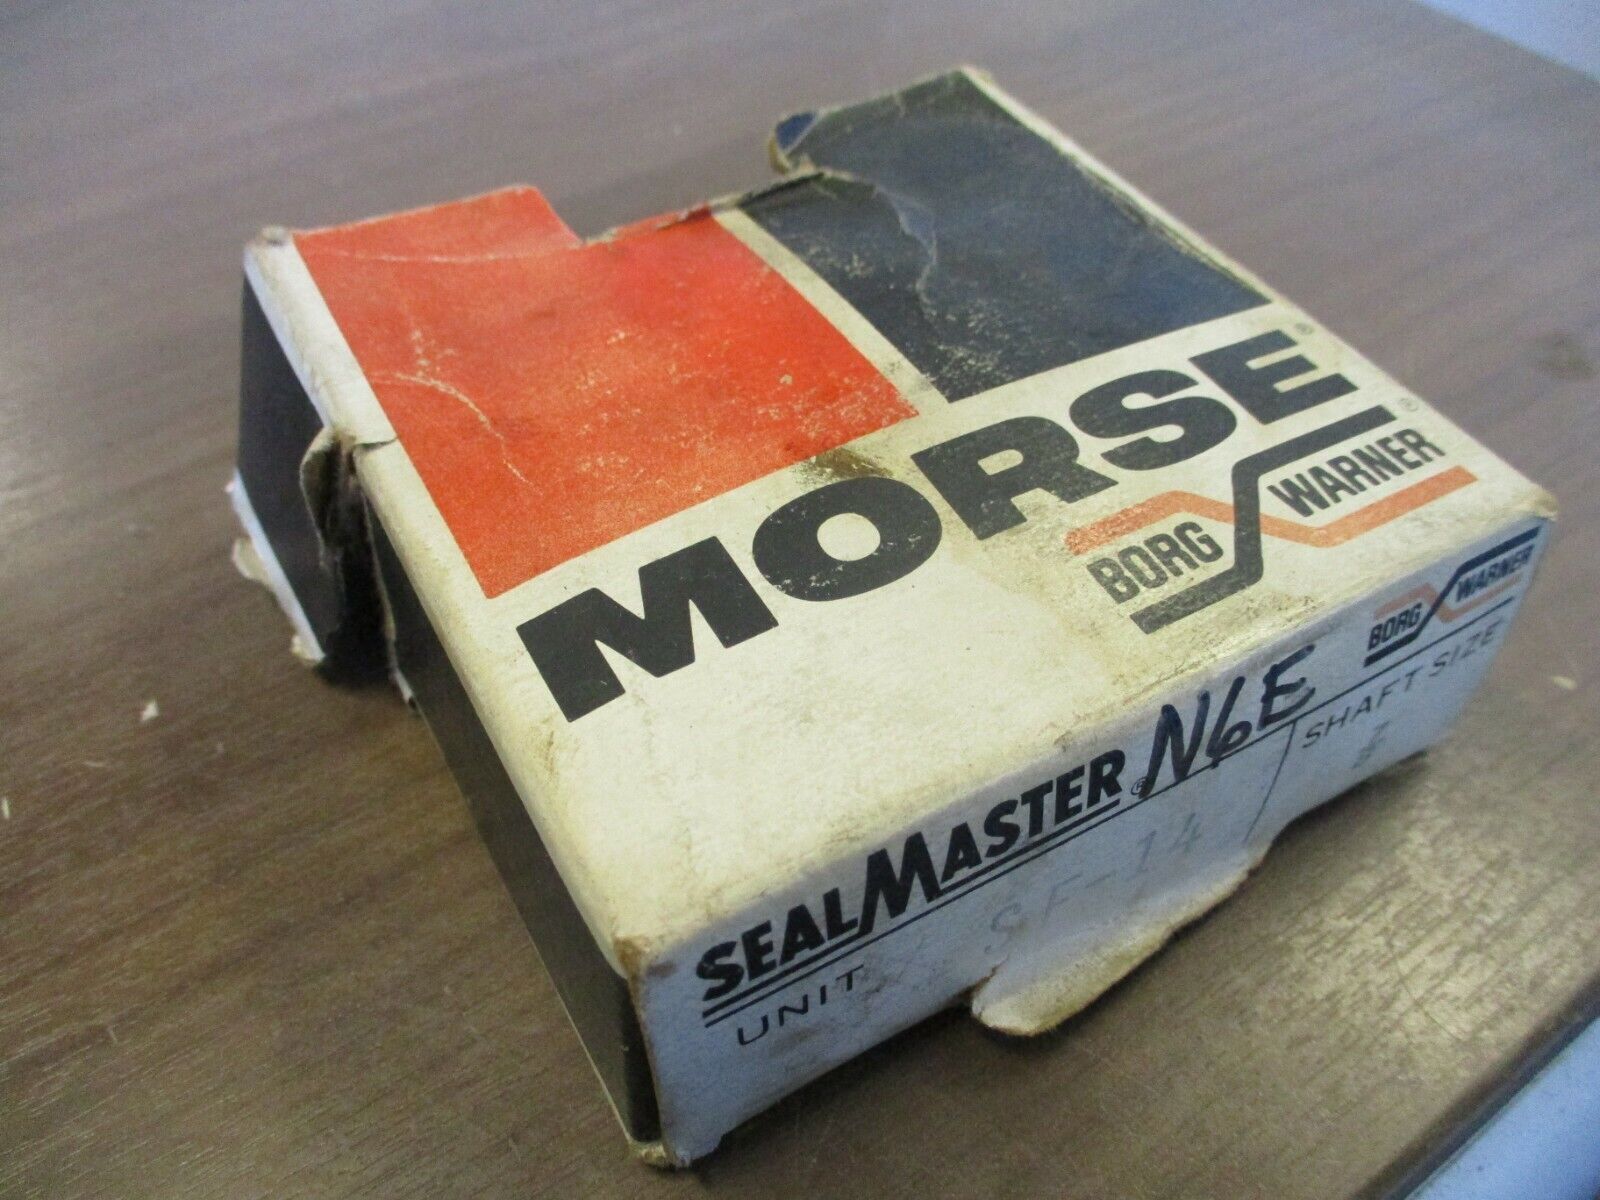 MORSE®
BORG WARNER®
SEALMASTER® N6E
BORG WARNER
UNIT SF-14
SHAFT SIZE